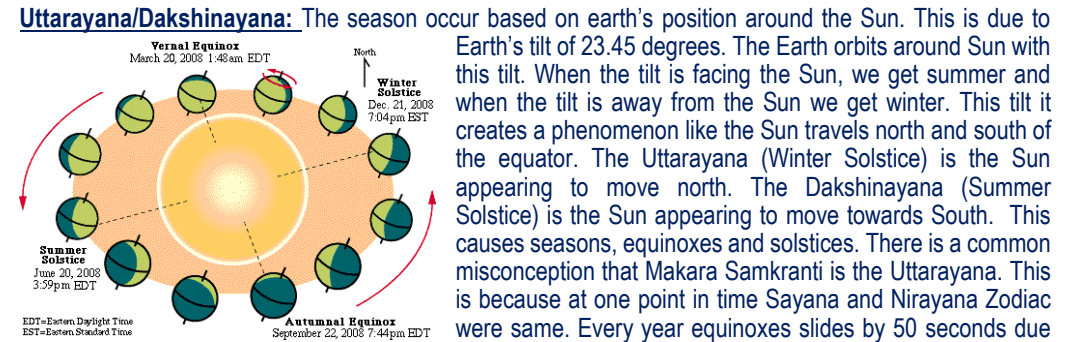 Uttarayana/Dakshinayana: The season occur based on earth's position around the Sun. This is due to
Earth's tilt of 23.45 degrees. The Earth orbits around Sun with
this tilt. When the tilt is facing the Sun, we get summer and
when the tilt is away from the Sun we get winter. This tilt it
creates a phenomenon like the Sun travels north and south of
the equator. The Uttarayana (Winter Solstice) is the Sun
appearing to move north. The Dakshinayana (Summer
Solstice) is the Sun appearing to move towards South. This
causes seasons, equinoxes and solstices. There is a common
misconception that Makara Samkranti is the Uttarayana. This
is because at one point in time Sayana and Nirayana Zodiac
were same. Every year equinoxes slides by 50 seconds due
Vernal Equinox
March 20, 2008 1:48am EDT
North
Winter
Solstice
Dec. 21, 2008
7:04pm EST
Summer
Solstice
June 20, 2008
3:59pm EDT
EDT=Eastern Daylight Time
EST=Eastern Standard Time
Autumnal Equinox
September 22, 2008 7:44pm EDT